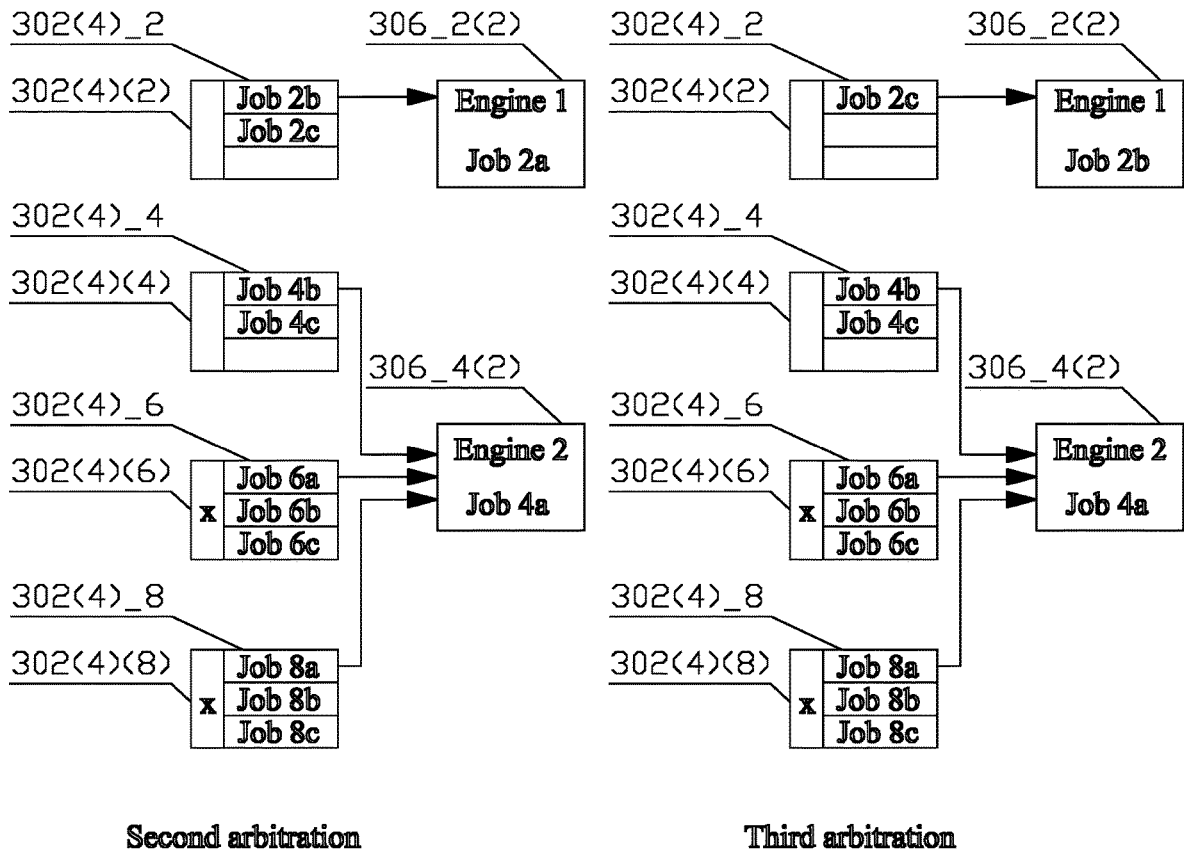 302(4)_2 306_2(2) 302(4)_2 306_2(2)
302(4)(2) Job 2b Engine 1 302(4)(2) Job 2c Engine 1
Job 2c
Job 2a Job 2b
302(4)_4 302(4)_4
302(4)(4) Job 4b 302(4)(4) Job 4b
Job 4c Job 4c
306_4(2) 306_4(2)
302(4)_6 302(4)_6
Engine 2 Engine 2
302(4)(6) Job 6a 302(4)(6) Job 6a
x Job 6b Job 4a x Job 6b Job 4a
Job 6c Job 6c
302(4)_8 302(4)_8
302(4)(8) Job 8a 302(4)(8) Job 8a
x Job 8b x Job 8b
Job 8c Job 8c
Second arbitration Third arbitration